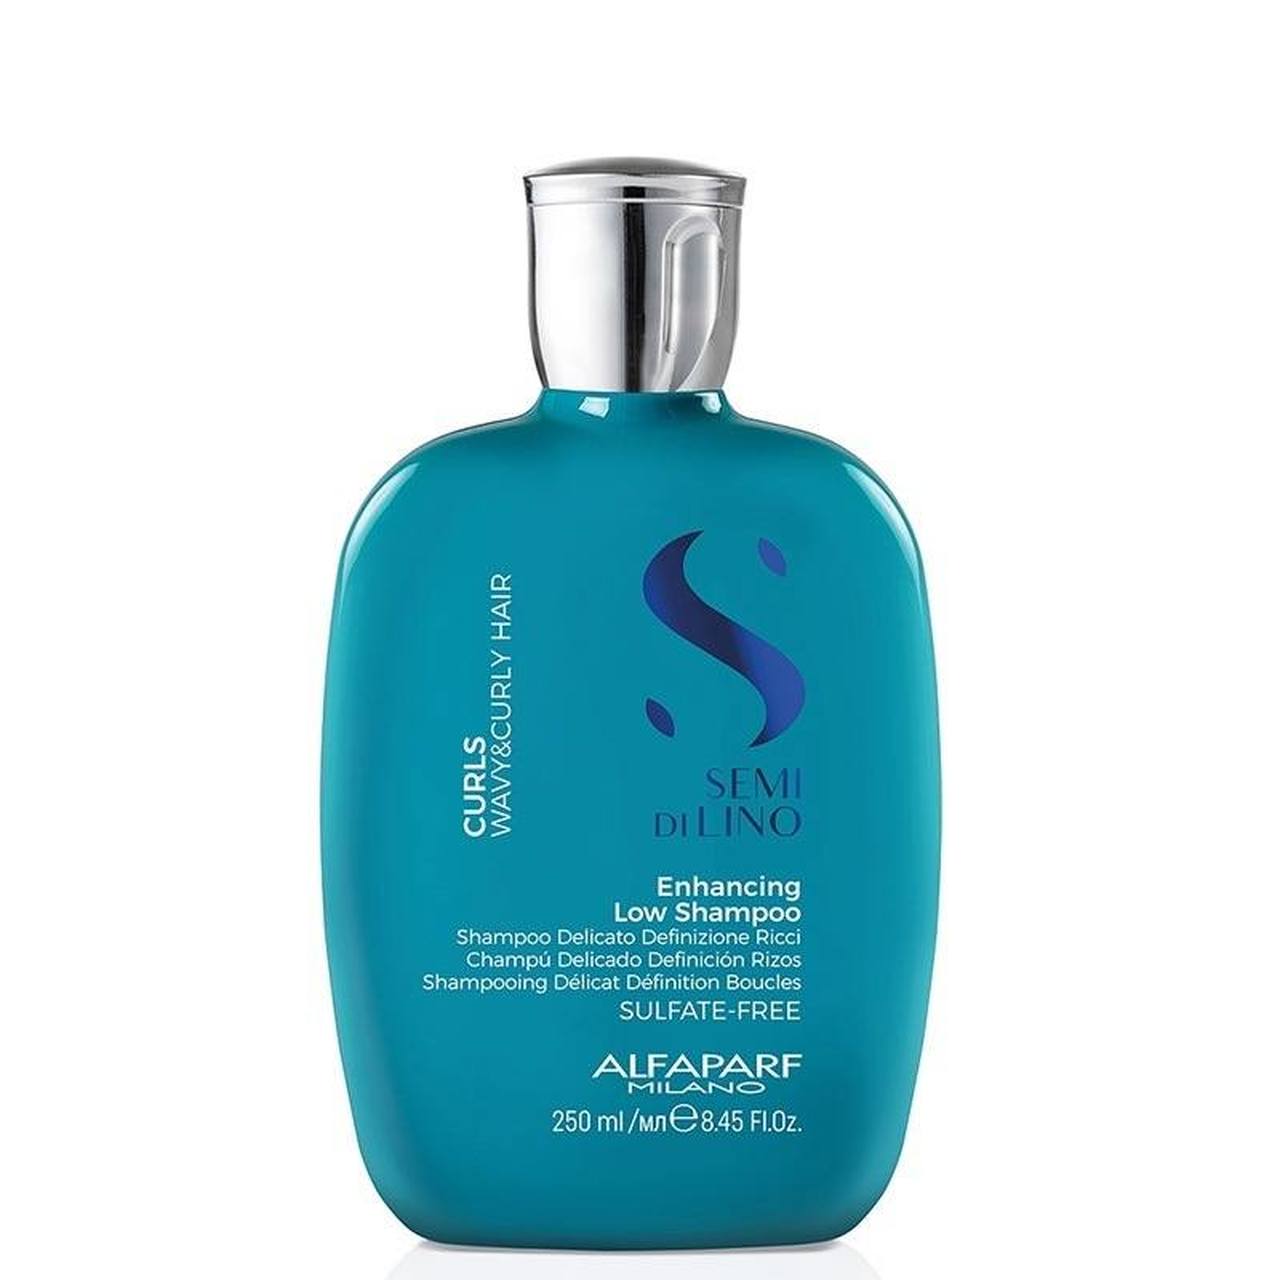 CURLS
WAVY&CURLY HAIR
SEMI
DI LINO
Enhancing
Low Shampoo
Shampoo Delicato Definizione Ricci
Champú Delicado Definición Rizos
Shampooing Délicat Définition Boucles
SULFATE-FREE
ALFAPARF
MILANO
250 ml /мл ℮ 8.45 Fl.Oz.